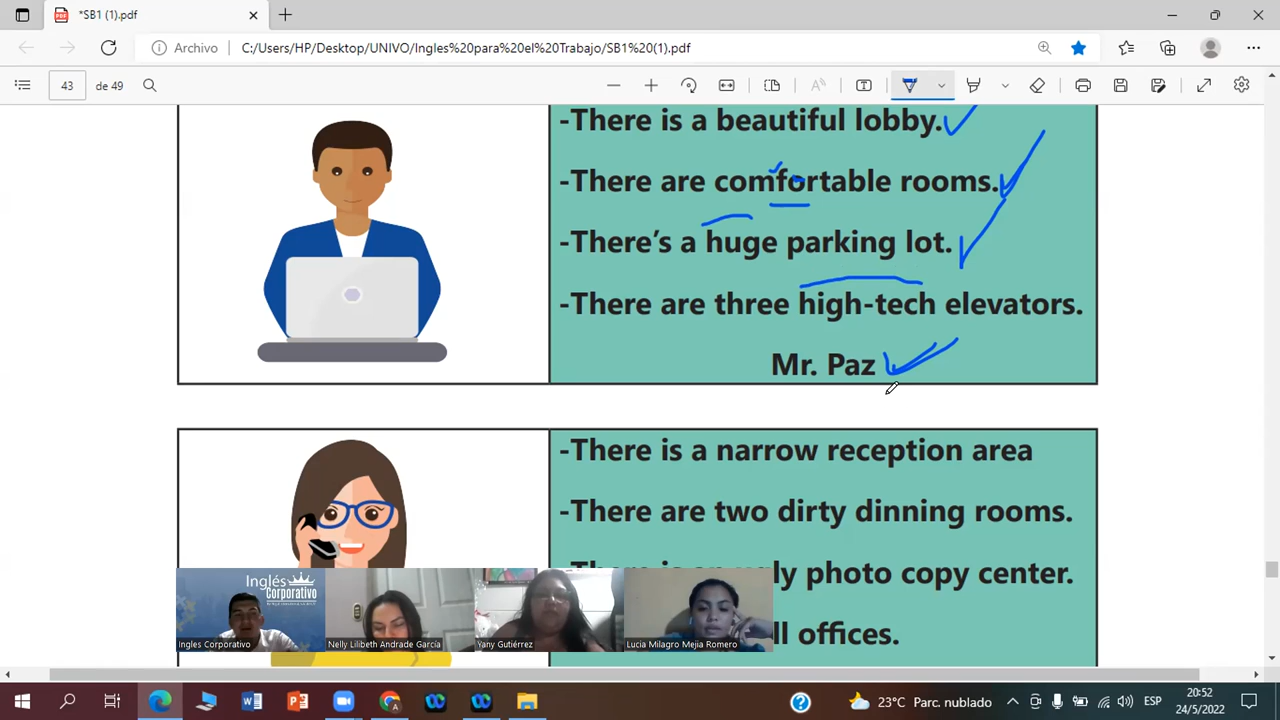 *SB1 (1).pdf
Archivo
C:/Users/HP/Desktop/UNIVO/Ingles%20para%20el%20Trabajo/SB1%20(1).pdf
43
de 49
-There is a beautiful lobby.
-There are comfortable rooms.
-There's a huge parking lot.
-There are three high-tech elevators.
Mr. Paz
-There is a narrow reception area
-There are two dirty dinning rooms.
photo copy center.
offices.
Inglés
Corporativo
Ingles Corporativo
Nelly Lilibeth Andrade García
Yany Gutiérrez
Lucia Milagro Mejia Romero
23°C Parc. nublado
ESP
20:52
24/5/2022